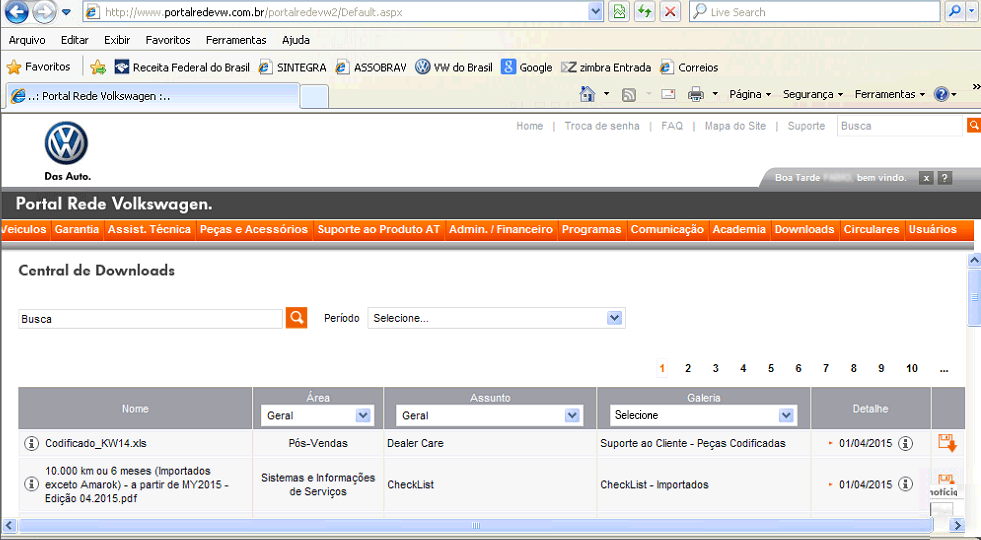 http://www.portalredevw.com.br/portalredevw2/Default.aspx
Live Search
Arquivo Editar Exibir Favoritos Ferramentas Ajuda
Favoritos Receita Federal do Brasil SINTEGRA ASSOBRAV VW do Brasil Google zimbra Entrada Correios
..: Portal Rede Volkswagen :.. Página Segurança Ferramentas
Home | Troca de senha | FAQ | Mapa do Site | Suporte Busca
Das Auto.
Boa Tarde bem vindo. x ?
Portal Rede Volkswagen.
Veiculos Garantia Assist. Técnica Peças e Acessórios Suporte ao Produto AT Admin. / Financeiro Programas Comunicação Academia Downloads Circulares Usuários
Central de Downloads
Busca Período Selecione...
1 2 3 4 5 6 7 8 9 10 ...
Nome Área Assunto Galeria Detalhe
Geral Geral Selecione
Codificado_KW14.xls Pós-Vendas Dealer Care Suporte ao Cliente - Peças Codificadas 01/04/2015
10.000 km ou 6 meses (Importados
exceto Amarok) - a partir de MY2015 -
Edição 04.2015.pdf
Sistemas e Informações
de Serviços
CheckList CheckList - Importados 01/04/2015